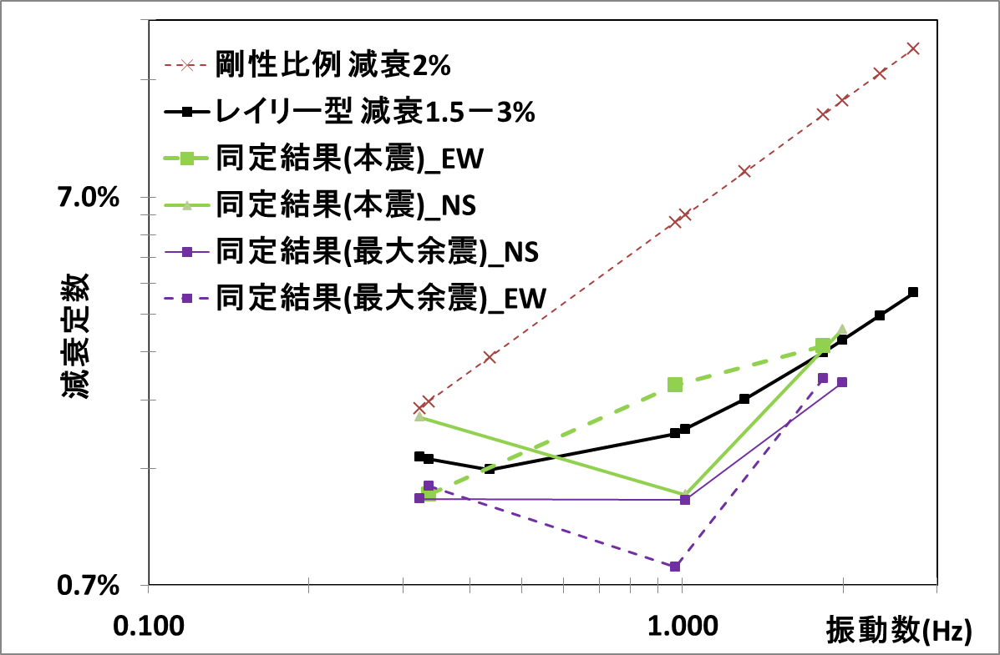 剛性比例 減衰2%
レイリー型 減衰1.5－3%
同定結果(本震)_EW
同定結果(本震)_NS
同定結果(最大余震)_NS
同定結果(最大余震)_EW
7.0%
減衰定数
0.7%
0.100
1.000
振動数(Hz)